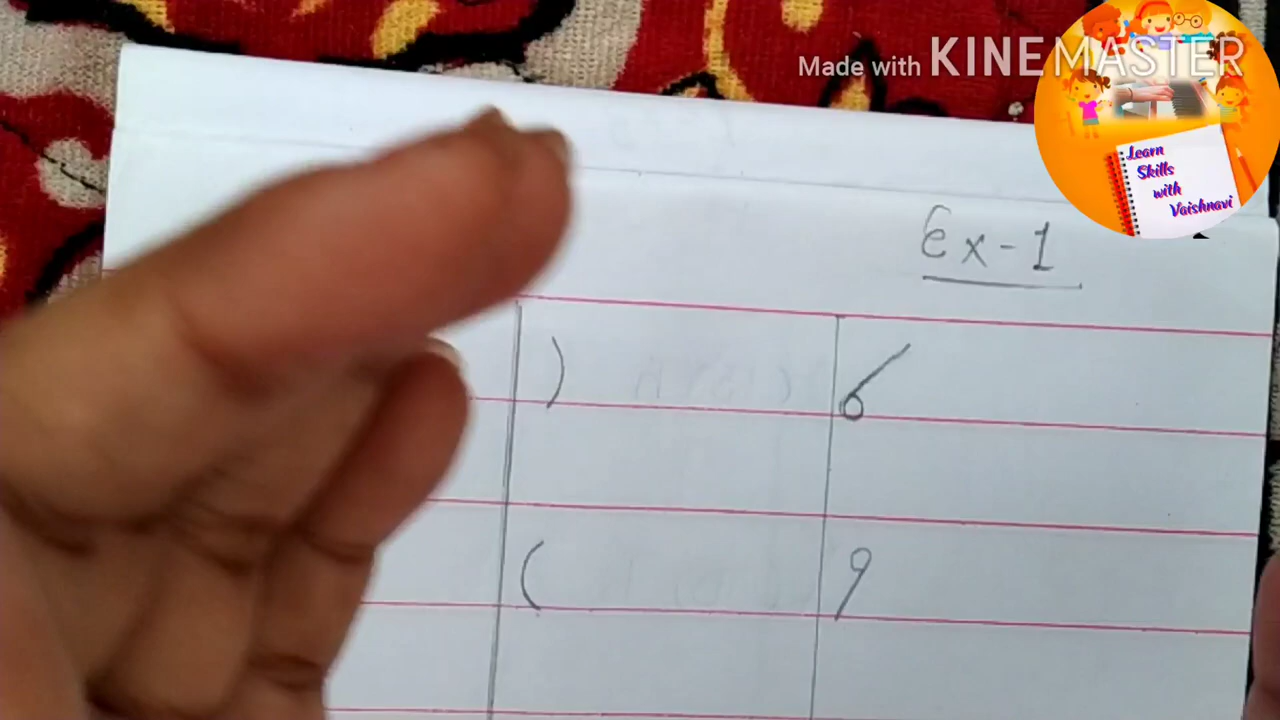 Made with KINEMASTER
Learn
Skills
with
Vaishnavi
Ex-1
) 6
( 9